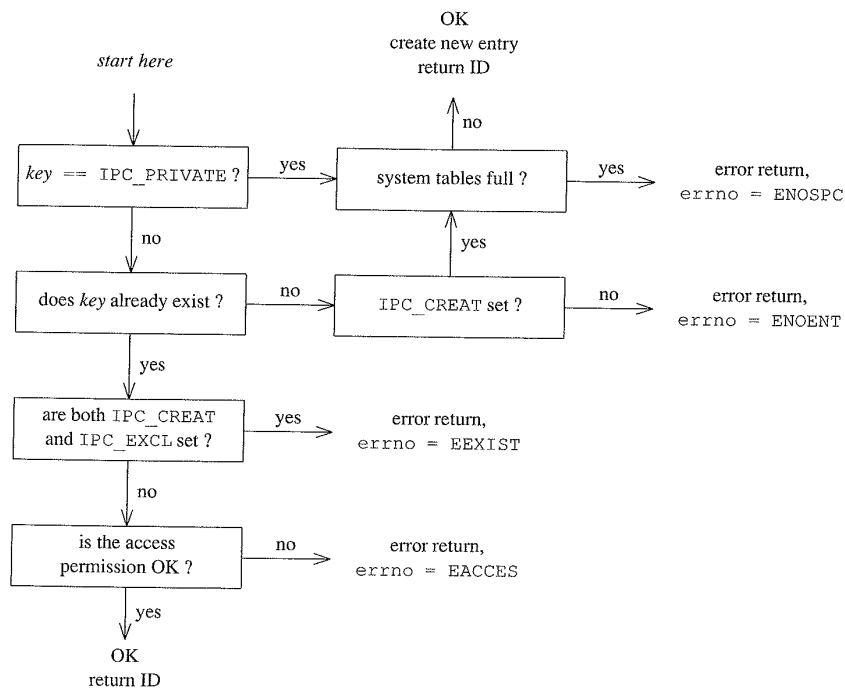 OK
create new entry
return ID
start here
no
key == IPC_PRIVATE ?
yes
system tables full ?
yes
error return,
errno = ENOSPC
no
yes
does key already exist ?
no
IPC_CREAT set ?
no
error return,
errno = ENOENT
yes
are both IPC_CREAT
and IPC_EXCL set ?
yes
error return,
errno = EEXIST
no
is the access
permission OK ?
no
error return,
errno = EACCES
yes
OK
return ID